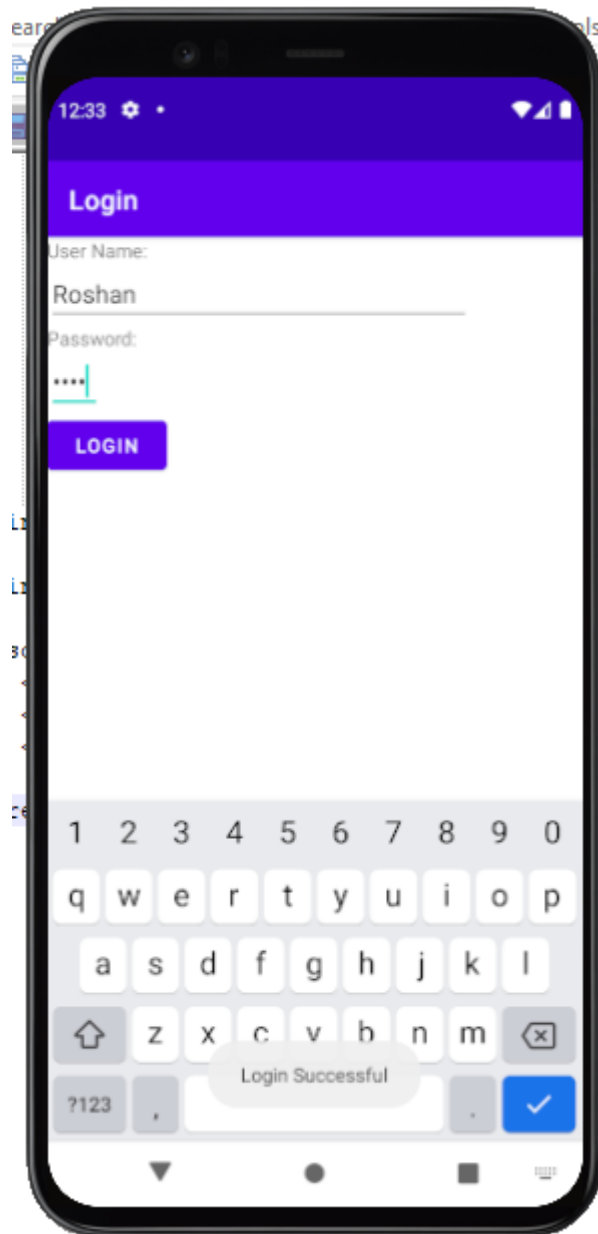 12:33
Login
User Name:
Roshan
Password:
••••
LOGIN
1 2 3 4 5 6 7 8 9 0
q w e r t y u i o p
a s d f g h j k l
z x c v b n m
Login Successful
?123 , .